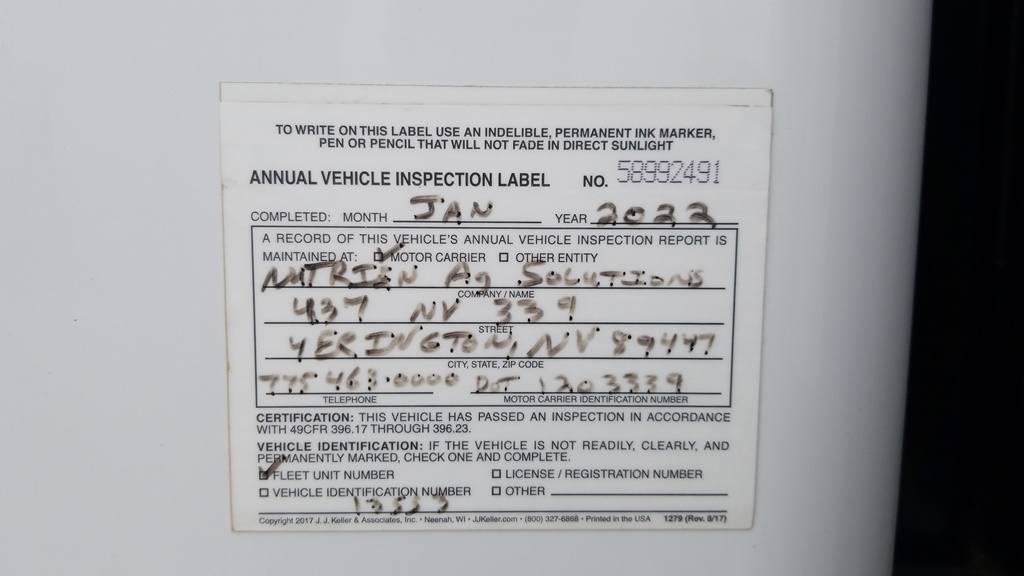 TO WRITE ON THIS LABEL USE AN INDELIBLE, PERMANENT INK MARKER,
PEN OR PENCIL THAT WILL NOT FADE IN DIRECT SUNLIGHT
ANNUAL VEHICLE INSPECTION LABEL NO. 58992491
COMPLETED: MONTH JAN YEAR 2022
A RECORD OF THIS VEHICLE'S ANNUAL VEHICLE INSPECTION REPORT IS
MAINTAINED AT: MOTOR CARRIER OTHER ENTITY
NUTRIEN Ag SOLUTIONS
COMPANY / NAME
437 NV 339
STREET
YERINGTON, NV 89447
CITY, STATE, ZIP CODE
775 463.0000 DOT 1203339
TELEPHONE MOTOR CARRIER IDENTIFICATION NUMBER
CERTIFICATION: THIS VEHICLE HAS PASSED AN INSPECTION IN ACCORDANCE
WITH 49CFR 396.17 THROUGH 396.23.
VEHICLE IDENTIFICATION: IF THE VEHICLE IS NOT READILY, CLEARLY, AND
PERMANENTLY MARKED, CHECK ONE AND COMPLETE.
FLEET UNIT NUMBER LICENSE / REGISTRATION NUMBER
VEHICLE IDENTIFICATION NUMBER OTHER
Copyright 2017 J. J. Keller & Associates, Inc. • Neenah, WI • JJKeller.com • (800) 327-6868 • Printed in the USA 1279 (Rev. 8/17)